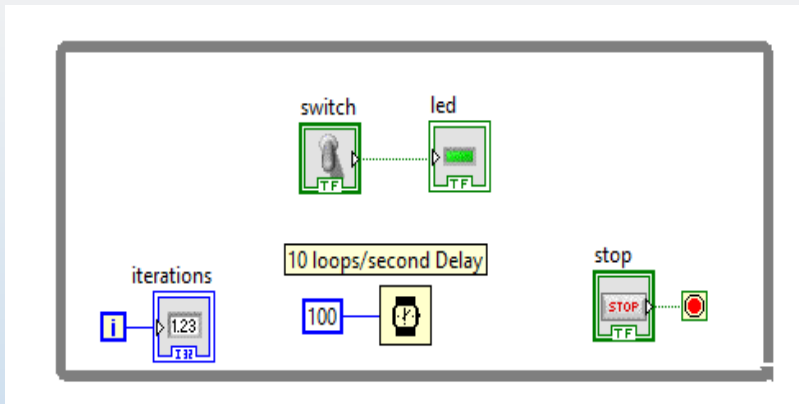 switch led
TF TF
10 loops/second Delay
stop
iterations
i 1.23 100 STOP
I32 TF